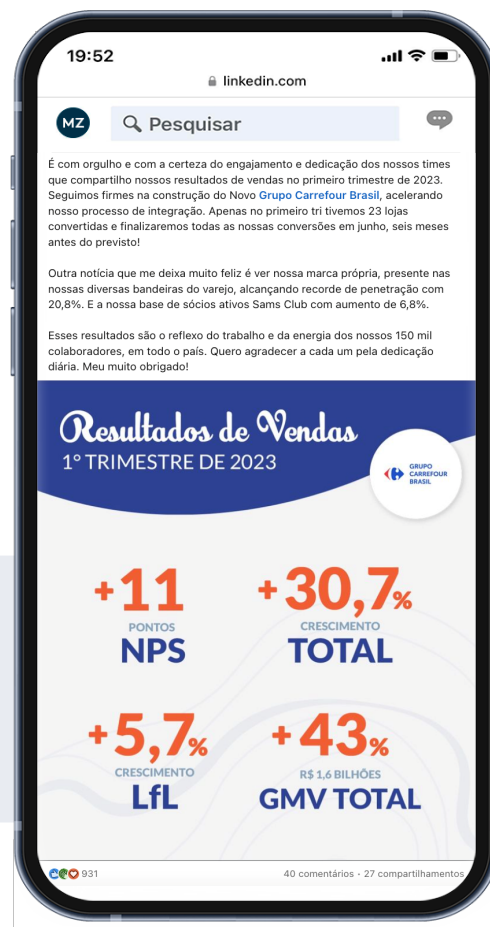 19:52
linkedin.com
MZ
Pesquisar
É com orgulho e com a certeza do engajamento e dedicação dos nossos times
que compartilho nossos resultados de vendas no primeiro trimestre de 2023.
Seguimos firmes na construção do Novo Grupo Carrefour Brasil, acelerando
nosso processo de integração. Apenas no primeiro tri tivemos 23 lojas
convertidas e finalizaremos todas as nossas conversões em junho, seis meses
antes do previsto!
Outra notícia que me deixa muito feliz é ver nossa marca própria, presente nas
nossas diversas bandeiras do varejo, alcançando recorde de penetração com
20,8%. E a nossa base de sócios ativos Sams Club com aumento de 6,8%.
Esses resultados são o reflexo do trabalho e da energia dos nossos 150 mil
colaboradores, em todo o país. Quero agradecer a cada um pela dedicação
diária. Meu muito obrigado!
Resultados de Vendas
1º TRIMESTRE DE 2023
GRUPO
CARREFOUR
BRASIL
+11
PONTOS
NPS
+30,7%
CRESCIMENTO
TOTAL
+5,7%
CRESCIMENTO
LfL
+43%
R$ 1,6 BILHÕES
GMV TOTAL
931
40 comentários · 27 compartilhamentos